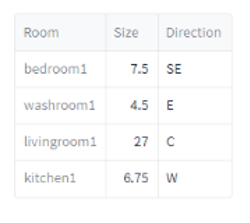 Room Size Direction
bedroom1 7.5 SE
washroom1 4.5 E
livingroom1 27 C
kitchen1 6.75 W